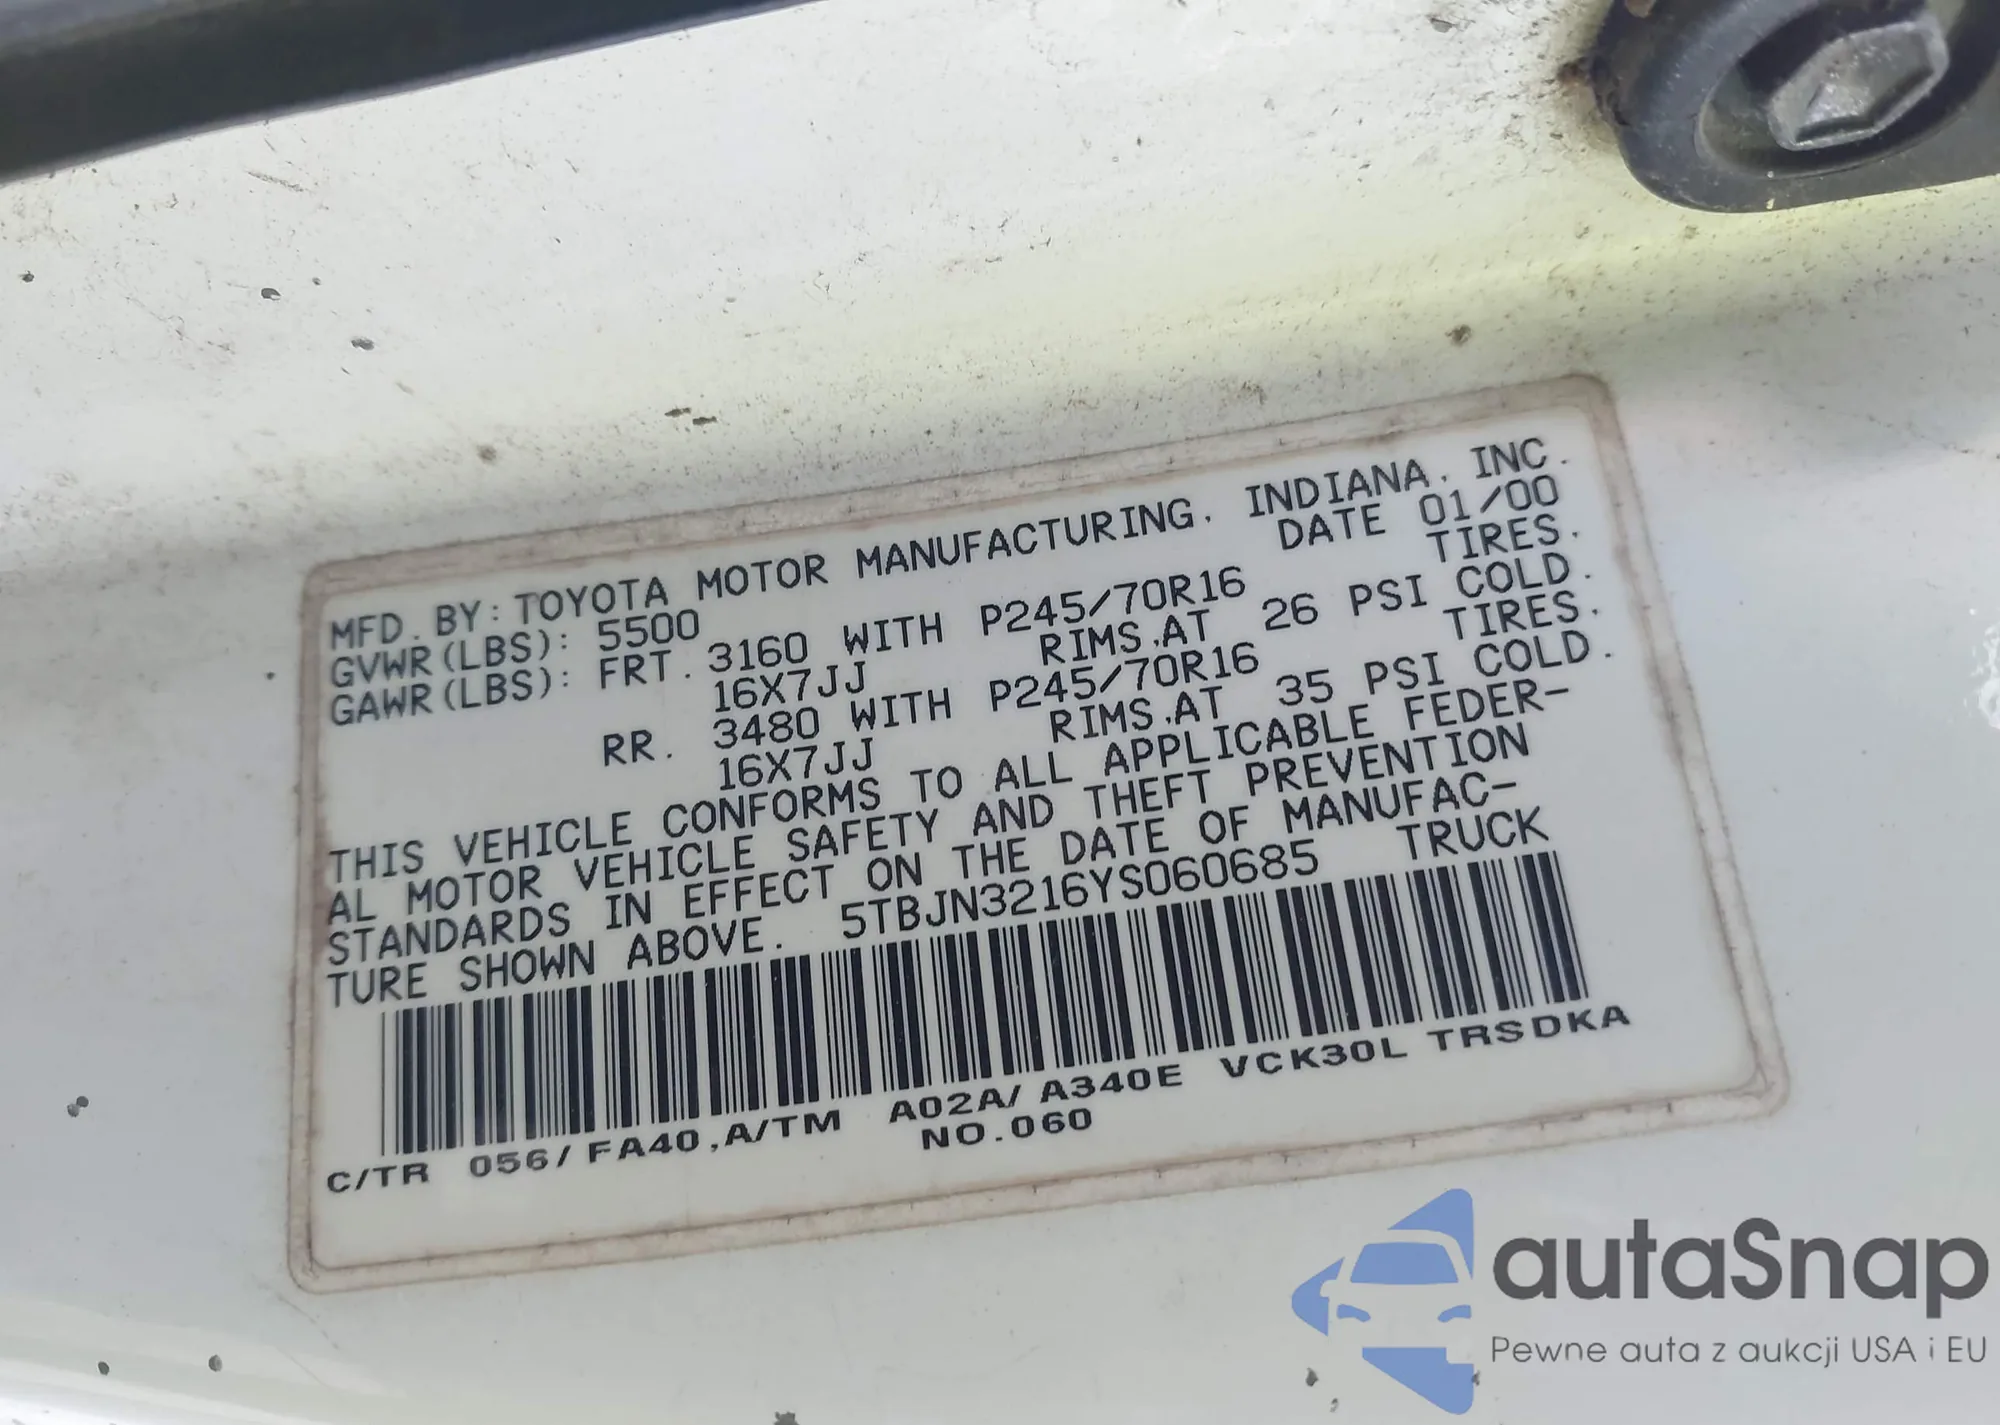 MFD. BY: TOYOTA MOTOR MANUFACTURING, INDIANA, INC.
GVWR(LBS): 5500 DATE 01/00
GAWR(LBS): FRT. 3160 WITH P245/70R16 TIRES.
16X7JJ RIMS.AT 26 PSI COLD.
RR. 3480 WITH P245/70R16 TIRES.
16X7JJ RIMS.AT 35 PSI COLD.
THIS VEHICLE CONFORMS TO ALL APPLICABLE FEDER-
AL MOTOR VEHICLE SAFETY AND THEFT PREVENTION
STANDARDS IN EFFECT ON THE DATE OF MANUFAC-
TURE SHOWN ABOVE. 5TBJN3216YS060685 TRUCK
C/TR 056/FA40,A/TM A02A/A340E VCK30L TRSDKA
NO.060
autaSnap
Pewne auta z aukcji USA i EU